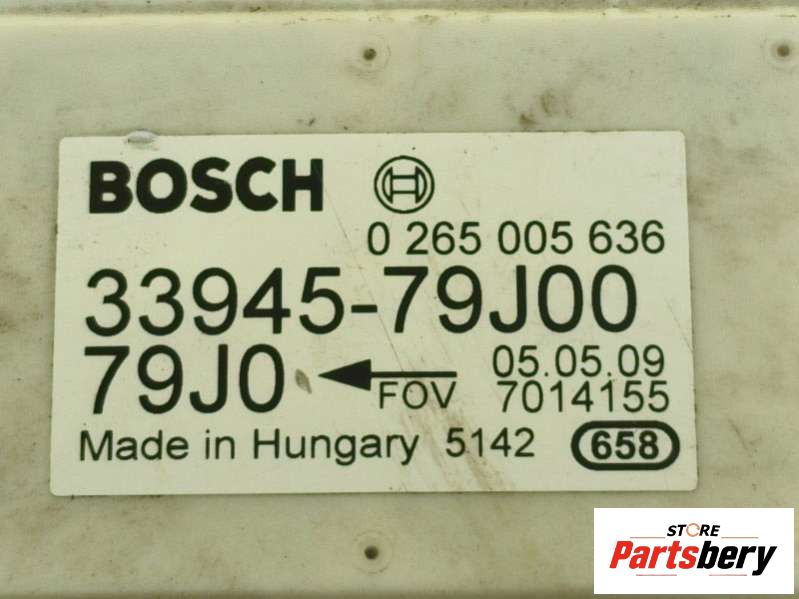 BOSCH
0 265 005 636
33945-79J00
79J0 05.05.09
FOV 7014155
Made in Hungary 5142 658
STORE
Partsbery